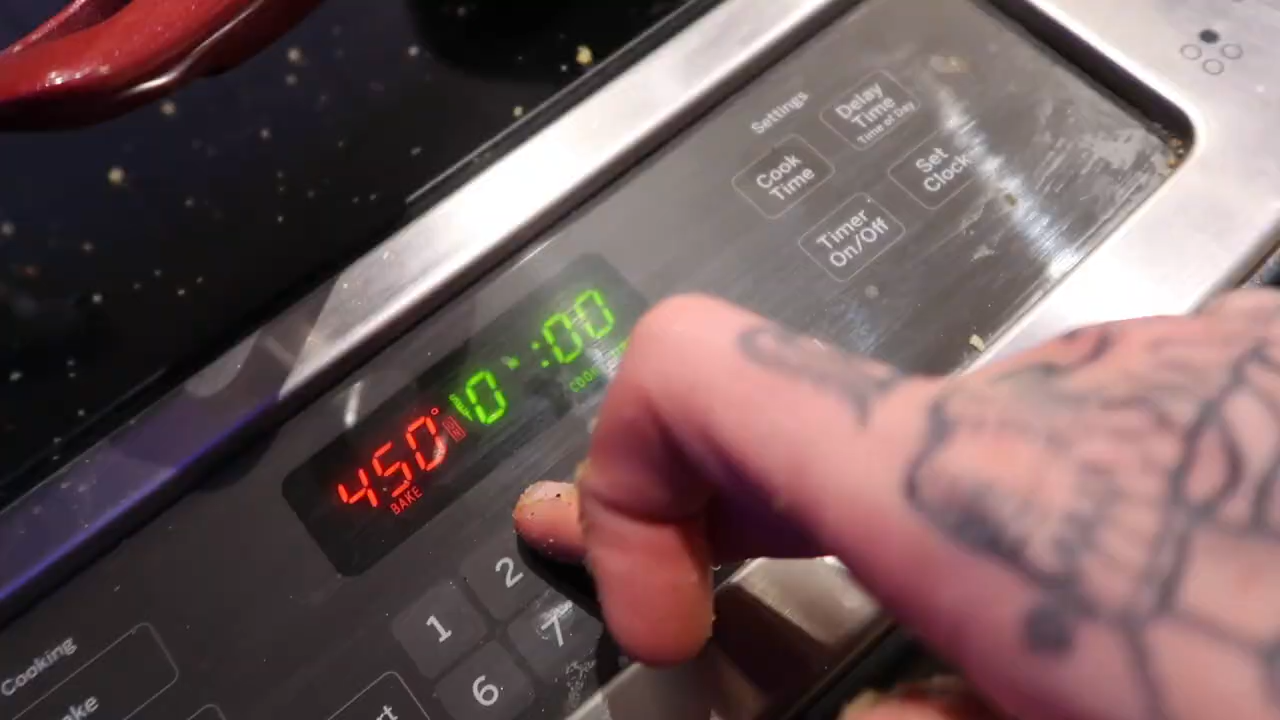 Settings
Delay
Time
Time of Day
Cook
Time
Set
Clock
Timer
On/Off
450°
BAKE
0 :00
1
2
6
7
Cooking